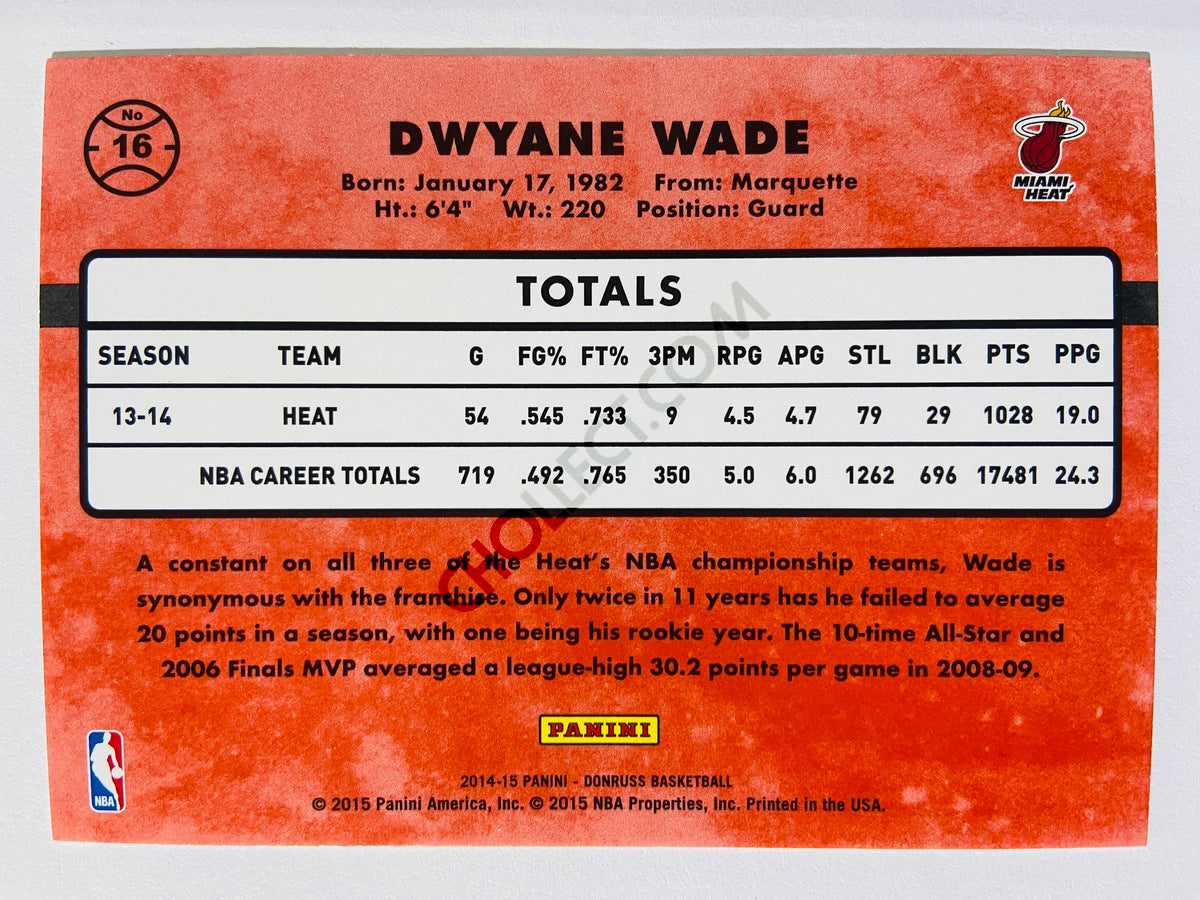 No
16
DWYANE WADE
Born: January 17, 1982 From: Marquette
Ht.: 6'4" Wt.: 220 Position: Guard
MIAMI
HEAT
TOTALS
SEASON TEAM G FG% FT% 3PM RPG APG STL BLK PTS PPG
13-14 HEAT 54 .545 .733 9 4.5 4.7 79 29 1028 19.0
NBA CAREER TOTALS 719 .492 .765 350 5.0 6.0 1262 696 17481 24.3
CHOLLECT.COM
A constant on all three of the Heat's NBA championship teams, Wade is
synonymous with the franchise. Only twice in 11 years has he failed to average
20 points in a season, with one being his rookie year. The 10-time All-Star and
2006 Finals MVP averaged a league-high 30.2 points per game in 2008-09.
PANINI
NBA
2014-15 PANINI - DONRUSS BASKETBALL
© 2015 Panini America, Inc. © 2015 NBA Properties, Inc. Printed in the USA.